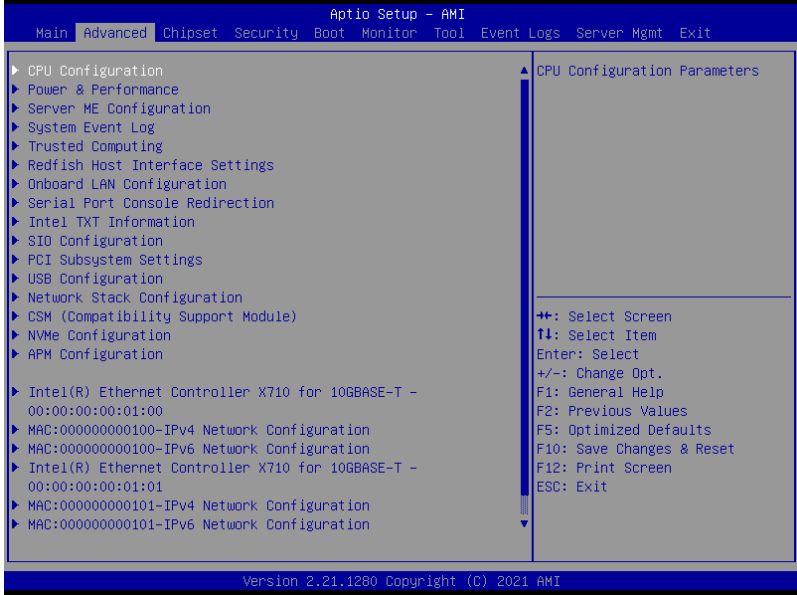 Aptio Setup – AMI
Main Advanced Chipset Security Boot Monitor Tool Event Logs Server Mgmt Exit
CPU Configuration
Power & Performance
Server ME Configuration
System Event Log
Trusted Computing
Redfish Host Interface Settings
Onboard LAN Configuration
Serial Port Console Redirection
Intel TXT Information
SIO Configuration
PCI Subsystem Settings
USB Configuration
Network Stack Configuration
CSM (Compatibility Support Module)
NVMe Configuration
APM Configuration
Intel(R) Ethernet Controller X710 for 10GBASE-T –
00:00:00:00:01:00
MAC:000000000100-IPv4 Network Configuration
MAC:000000000100-IPv6 Network Configuration
Intel(R) Ethernet Controller X710 for 10GBASE-T –
00:00:00:00:01:01
MAC:000000000101-IPv4 Network Configuration
MAC:000000000101-IPv6 Network Configuration
CPU Configuration Parameters
→←: Select Screen
↑↓: Select Item
Enter: Select
+/-: Change Opt.
F1: General Help
F2: Previous Values
F5: Optimized Defaults
F10: Save Changes & Reset
F12: Print Screen
ESC: Exit
Version 2.21.1280 Copyright (C) 2021 AMI